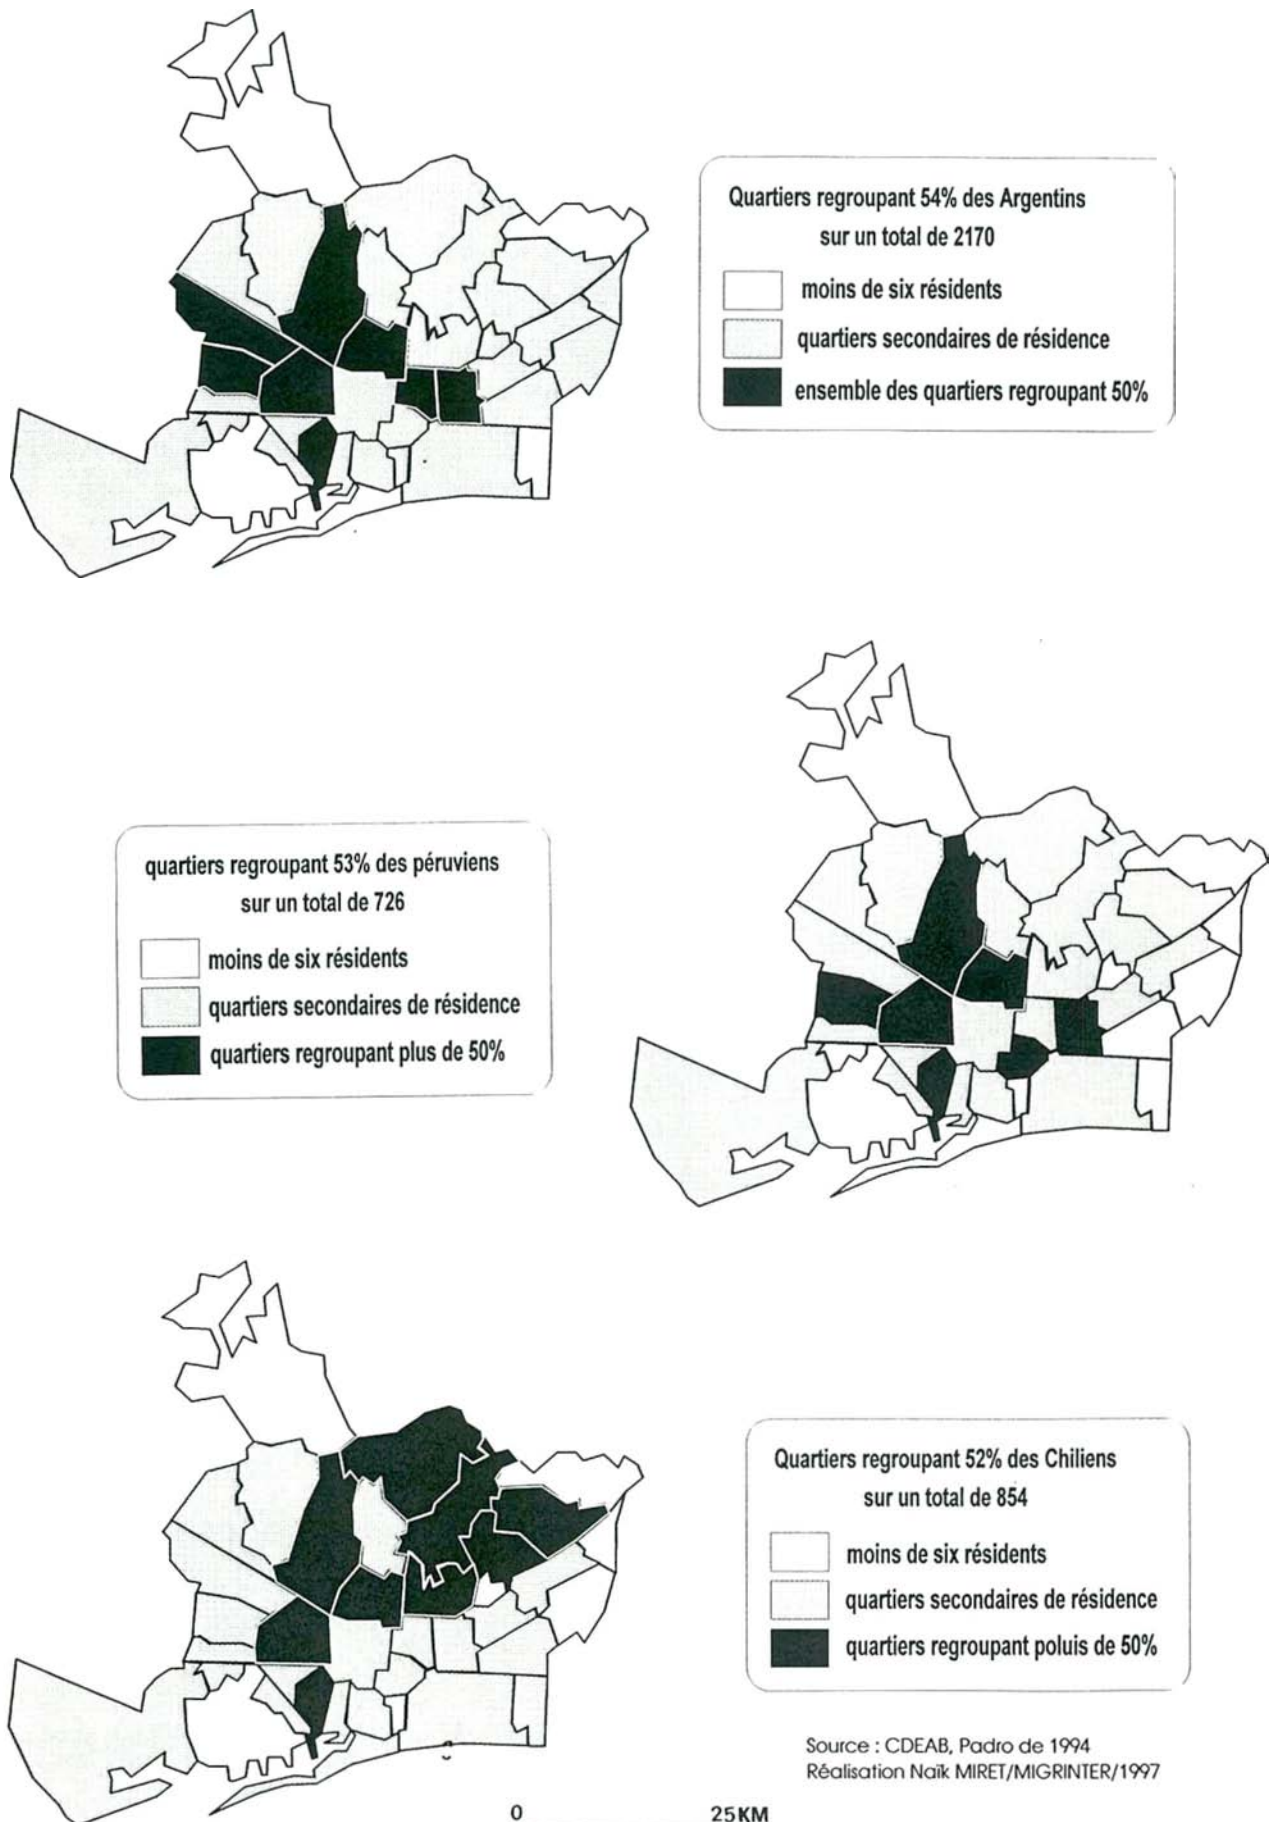 Quartiers regroupant 54% des Argentins
sur un total de 2170
moins de six résidents
quartiers secondaires de résidence
ensemble des quartiers regroupant 50%
quartiers regroupant 53% des péruviens
sur un total de 726
moins de six résidents
quartiers secondaires de résidence
quartiers regroupant plus de 50%
Quartiers regroupant 52% des Chiliens
sur un total de 854
moins de six résidents
quartiers secondaires de résidence
quartiers regroupant poluis de 50%
Source : CDEAB, Padro de 1994
Réalisation Naïk MIRET/MIGRINTER/1997
0 25KM